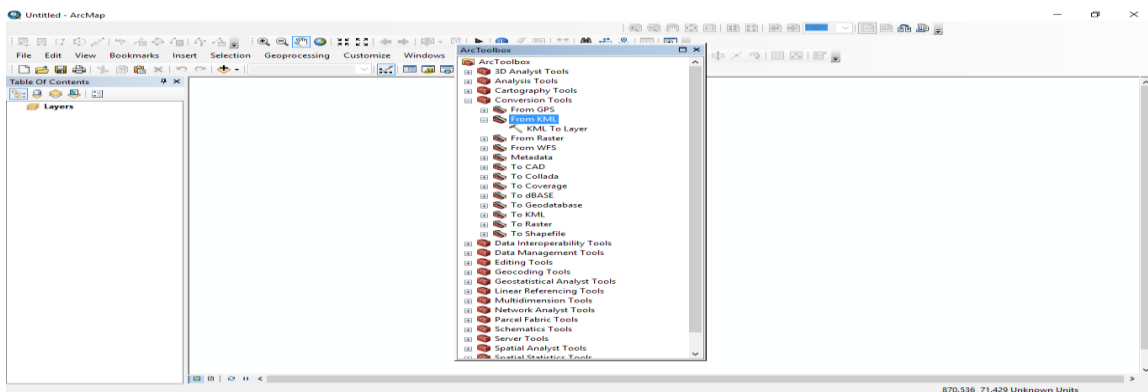 Untitled - ArcMap
File Edit View Bookmarks Insert Selection Geoprocessing Customize Windows
Table Of Contents
Layers
ArcToolbox
ArcToolbox
3D Analyst Tools
Analysis Tools
Cartography Tools
Conversion Tools
From GPS
From KML
KML To Layer
From Raster
From WFS
Metadata
To CAD
To Collada
To Coverage
To dBASE
To Geodatabase
To KML
To Raster
To Shapefile
Data Interoperability Tools
Data Management Tools
Editing Tools
Geocoding Tools
Geostatistical Analyst Tools
Linear Referencing Tools
Multidimension Tools
Network Analyst Tools
Parcel Fabric Tools
Schematics Tools
Server Tools
Spatial Analyst Tools
Spatial Statistics Tools
870.536 71.429 Unknown Units